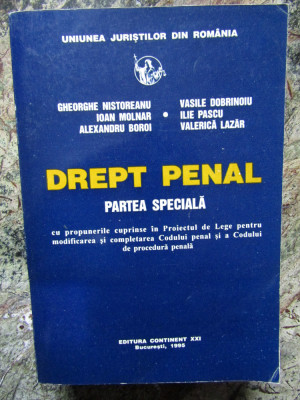 UNIUNEA JURIȘTILOR DIN ROMÂNIA
GHEORGHE NISTOREANU
IOAN MOLNAR
ALEXANDRU BOROI
•
VASILE DOBRINOIU
ILIE PASCU
VALERICĂ LAZĂR
DREPT PENAL
PARTEA SPECIALĂ
cu propunerile cuprinse în Proiectul de Lege pentru
modificarea și completarea Codului penal și a Codului
de procedură penală
EDITURA CONTINENT XXI
București, 1995